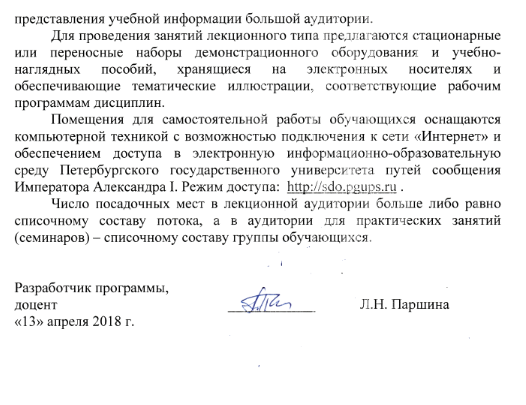 представления учебной информации большой аудитории.
Для проведения занятий лекционного типа предлагаются стационарные
или переносные наборы демонстрационного оборудования и учебно-
наглядных пособий, хранящиеся на электронных носителях и
обеспечивающие тематические иллюстрации, соответствующие рабочим
программам дисциплин.
Помещения для самостоятельной работы обучающихся оснащаются
компьютерной техникой с возможностью подключения к сети «Интернет» и
обеспечением доступа в электронную информационно-образовательную
среду Петербургского государственного университета путей сообщения
Императора Александра I. Режим доступа: http://sdo.pgups.ru .
Число посадочных мест в лекционной аудитории больше либо равно
списочному составу потока, а в аудитории для практических занятий
(семинаров) – списочному составу группы обучающихся.
Разработчик программы,
доцент Л.Н. Паршина
«13» апреля 2018 г.